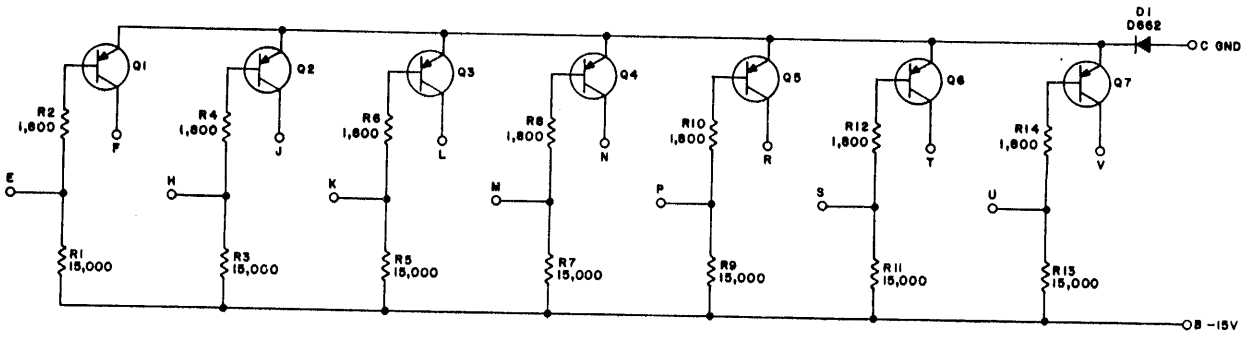 D1
D662
C GND
Q1
Q2
Q3
Q4
Q5
Q6
Q7
R2
1,800
R4
1,800
R6
1,800
R8
1,800
R10
1,800
R12
1,800
R14
1,800
F
J
L
N
R
T
V
E
H
K
M
P
S
U
R1
15,000
R3
15,000
R5
15,000
R7
15,000
R9
15,000
R11
15,000
R13
15,000
B -15V